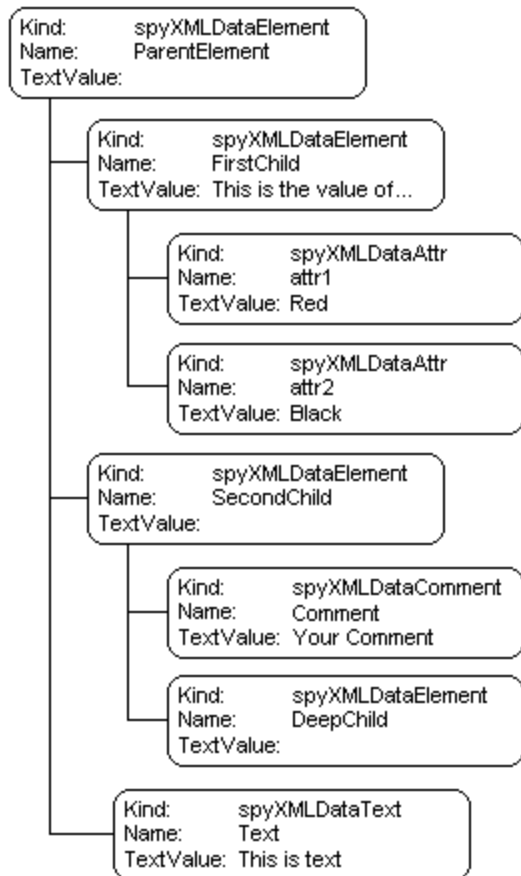 Kind: spyXMLDataElement
Name: ParentElement
TextValue:
Kind: spyXMLDataElement
Name: FirstChild
TextValue: This is the value of...
Kind: spyXMLDataAttr
Name: attr1
TextValue: Red
Kind: spyXMLDataAttr
Name: attr2
TextValue: Black
Kind: spyXMLDataElement
Name: SecondChild
TextValue:
Kind: spyXMLDataComment
Name: Comment
TextValue: Your Comment
Kind: spyXMLDataElement
Name: DeepChild
TextValue:
Kind: spyXMLDataText
Name: Text
TextValue: This is text